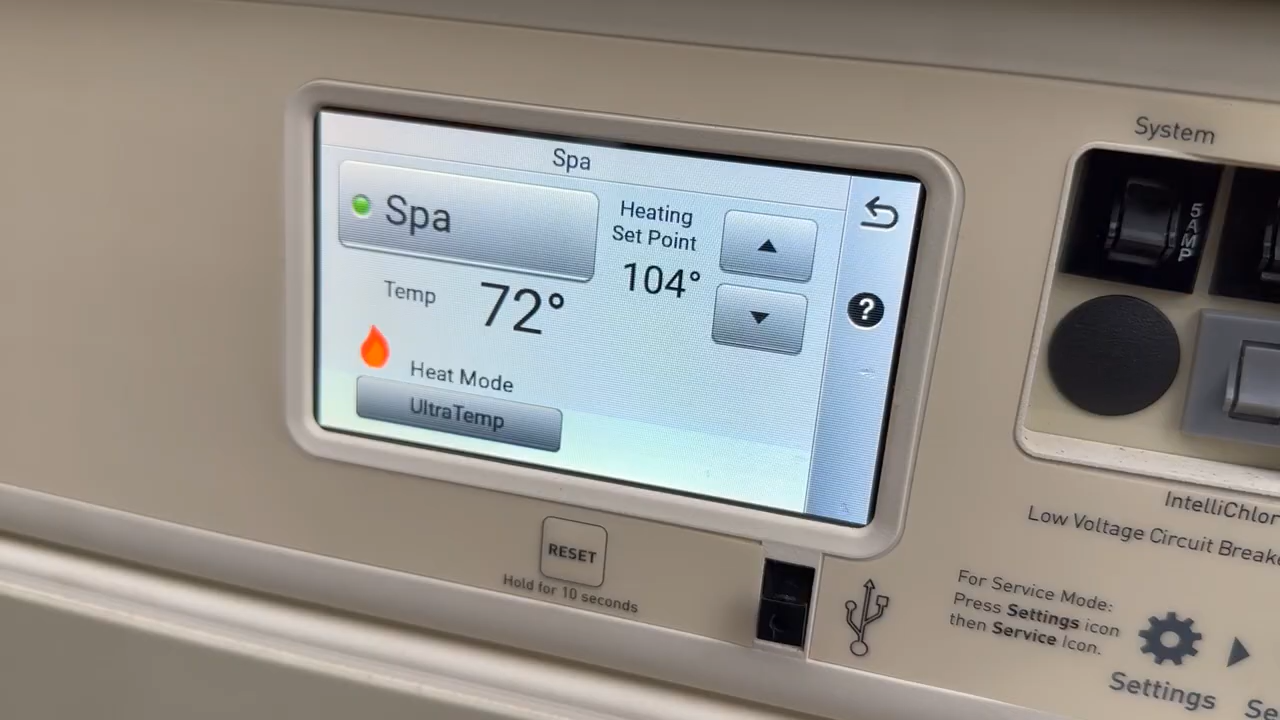 Spa
Spa
Heating
Set Point
104°
Temp 72°
Heat Mode
UltraTemp
?
RESET
Hold for 10 seconds
System
5 AMP
IntelliChlor
Low Voltage Circuit
For Service Mode:
Press Settings icon
then Service Icon.
Settings